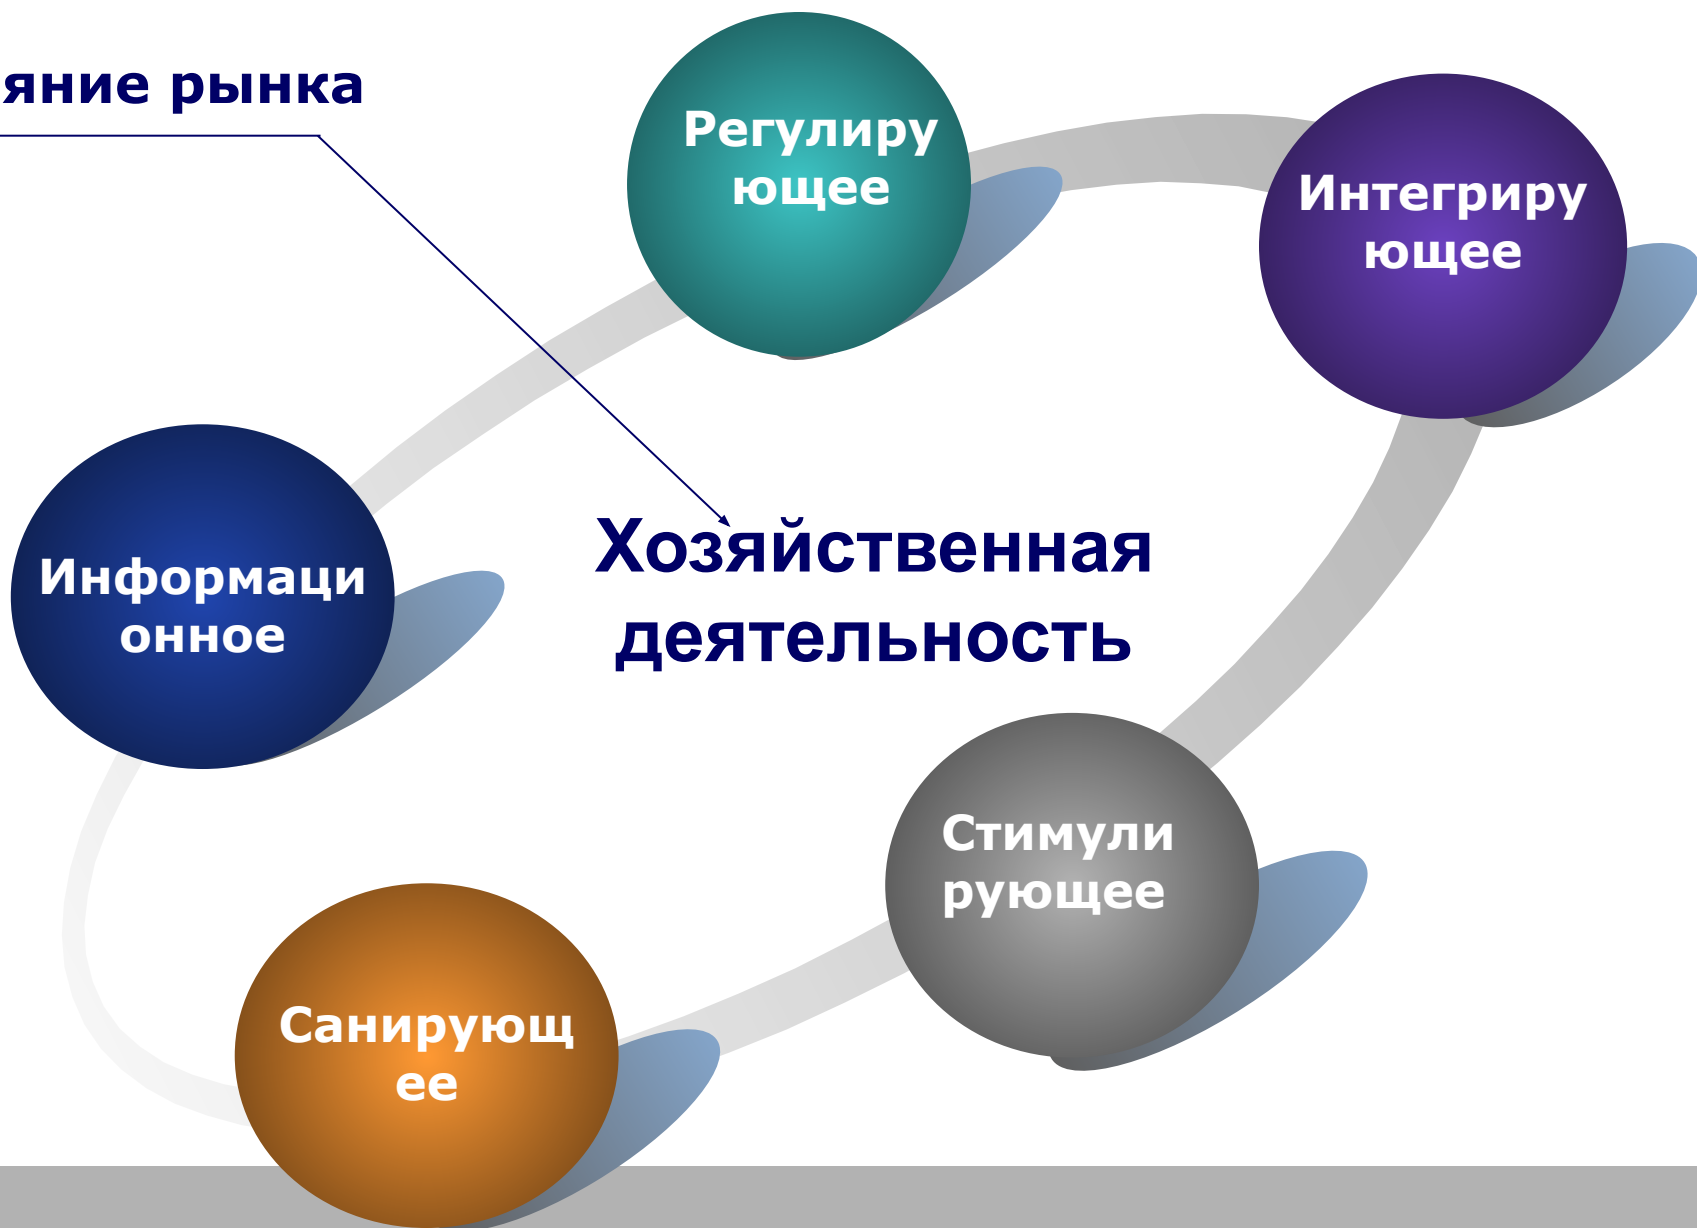 яние рынка
Регулиру
ющее
Интегриру
ющее
Информаци
онное
Хозяйственная
деятельность
Стимули
рующее
Санирующ
ее